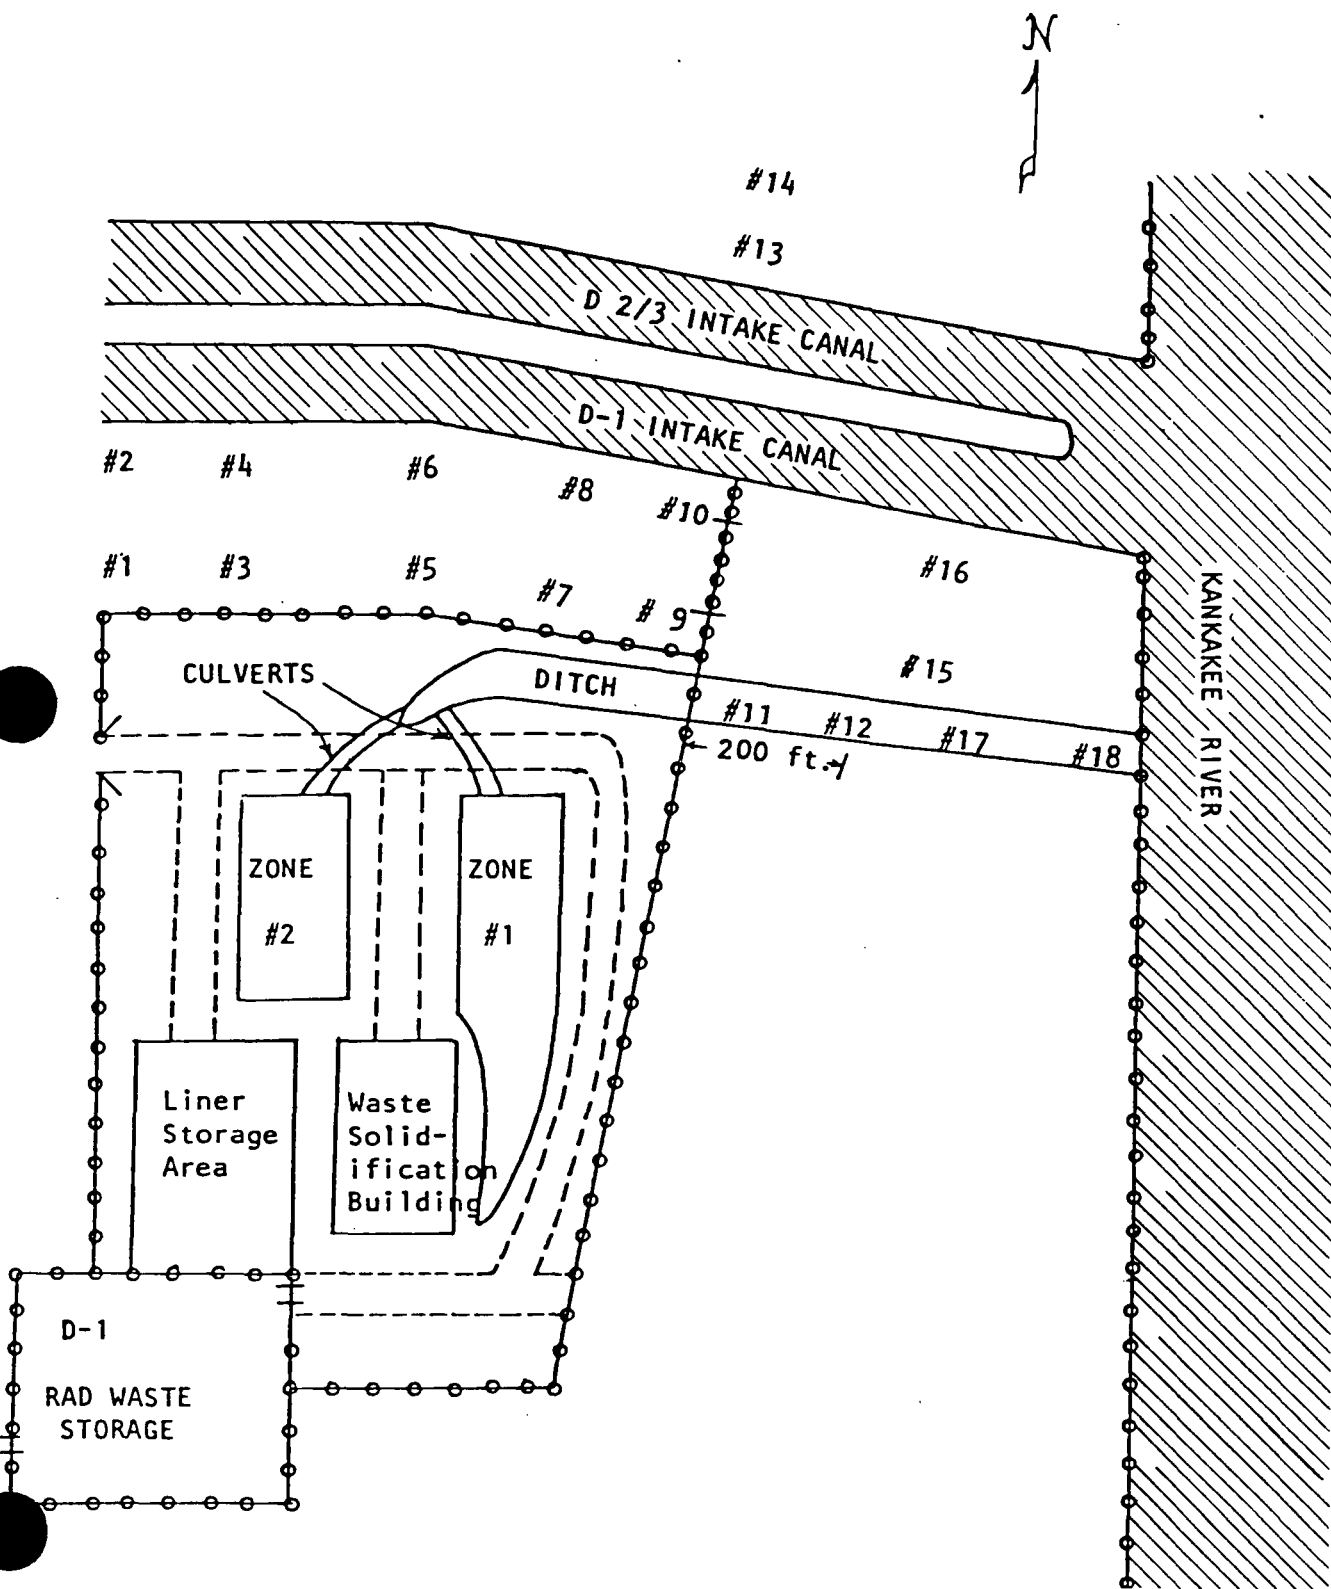 N
#14
#13
D 2/3 INTAKE CANAL
D-1 INTAKE CANAL
#2
#4
#6
#8
#10
#1
#3
#5
#7
# 9
#16
#15
KANKAKEE RIVER
CULVERTS
DITCH
#11
#12
#17
#18
200 ft.
ZONE
#2
ZONE
#1
Liner
Storage
Area
Waste
Solid-
ification
Building
D-1
RAD WASTE
STORAGE